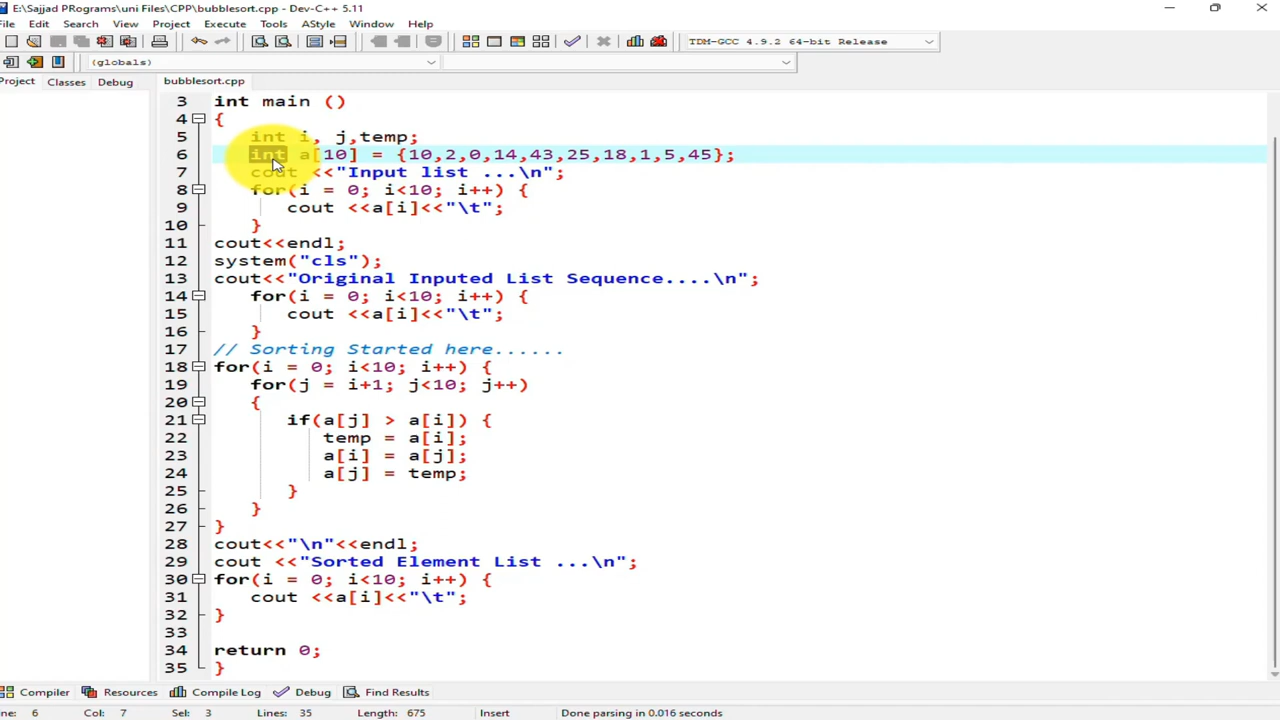 E:\Sajjad PRograms\uni Files\CPP\bubblesort.cpp - Dev-C++ 5.11
File Edit Search View Project Execute Tools AStyle Window Help
TDM-GCC 4.9.2 64-bit Release
(globals)
Project Classes Debug bubblesort.cpp
3 int main ()
4 {
5 int i, j,temp;
6 int a[10] = {10,2,0,14,43,25,18,1,5,45};
7 cout <<"Input list ...\n";
8 for(i = 0; i<10; i++) {
9 cout <<a[i]<<"\t";
10 }
11 cout<<endl;
12 system("cls");
13 cout<<"Original Inputed List Sequence....\n";
14 for(i = 0; i<10; i++) {
15 cout <<a[i]<<"\t";
16 }
17 // Sorting Started here......
18 for(i = 0; i<10; i++) {
19 for(j = i+1; j<10; j++)
20 {
21 if(a[j] > a[i]) {
22 temp = a[i];
23 a[i] = a[j];
24 a[j] = temp;
25 }
26 }
27 }
28 cout<<"\n"<<endl;
29 cout <<"Sorted Element List ...\n";
30 for(i = 0; i<10; i++) {
31 cout <<a[i]<<"\t";
32 }
33
34 return 0;
35 }
Compiler Resources Compile Log Debug Find Results
ne: 6 Col: 7 Sel: 3 Lines: 35 Length: 675 Insert Done parsing in 0.016 seconds